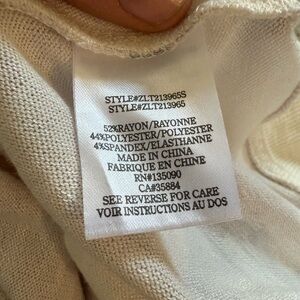 STYLE#ZLT213965S
STYLE#ZLT213965
52%RAYON/RAYONNE
44%POLYESTER/POLYESTER
4%SPANDEX/ELASTHANNE
MADE IN CHINA
FABRIQUE EN CHINE
RN#135090
CA#35884
SEE REVERSE FOR CARE
VOIR INSTRUCTIONS AU DOS